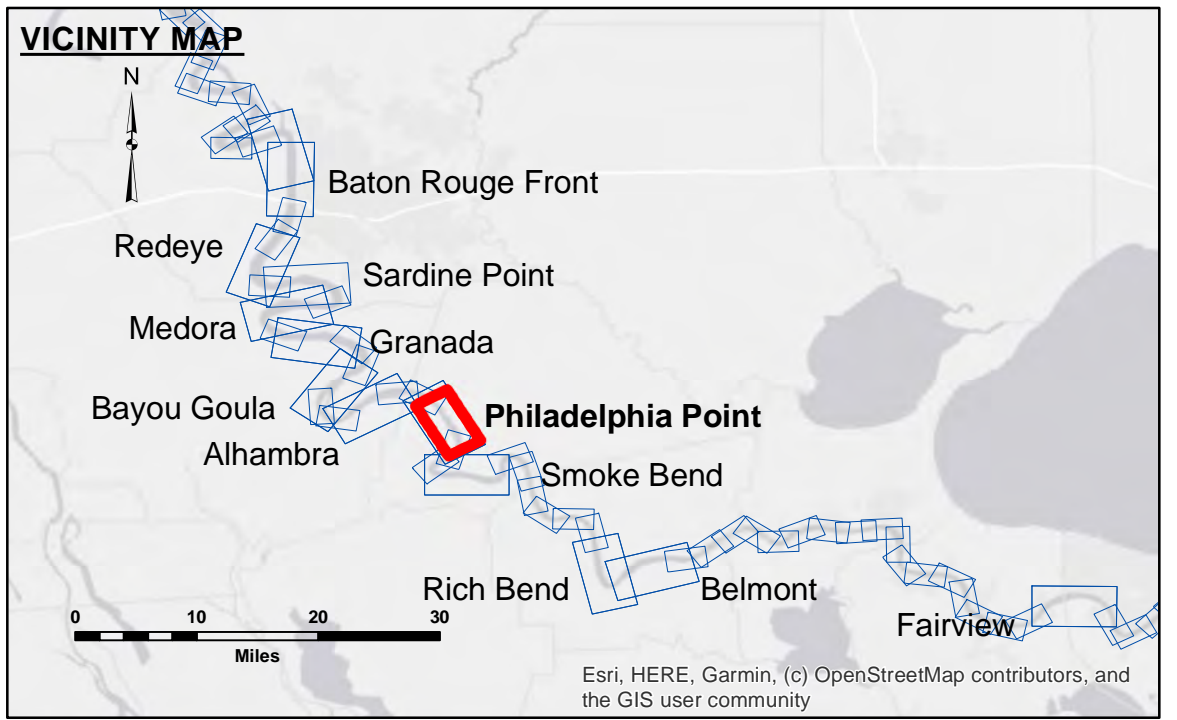 VICINITY MAP
N
Baton Rouge Front
Redeye
Sardine Point
Medora
Granada
Bayou Goula
Philadelphia Point
Alhambra
Smoke Bend
Rich Bend
Belmont
Fairview
0 10 20 30
Miles
Esri, HERE, Garmin, (c) OpenStreetMap contributors, and
the GIS user community